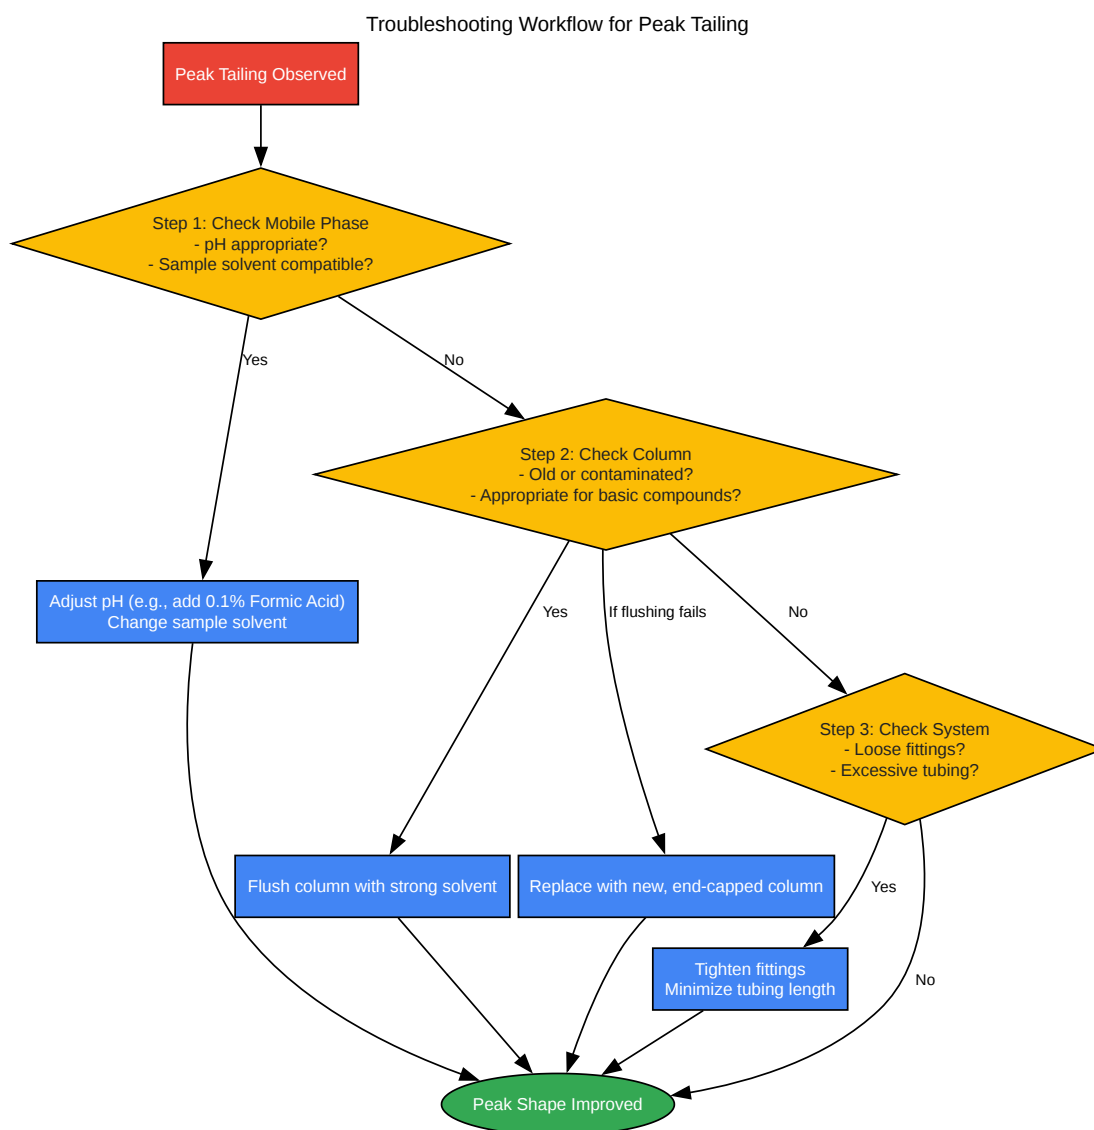 Troubleshooting Workflow for Peak Tailing
Peak Tailing Observed
Step 1: Check Mobile Phase
- pH appropriate?
- Sample solvent compatible?
Yes
No
Step 2: Check Column
- Old or contaminated?
- Appropriate for basic compounds?
Adjust pH (e.g., add 0.1% Formic Acid)
Change sample solvent
Yes
If flushing fails
No
Step 3: Check System
- Loose fittings?
- Excessive tubing?
Flush column with strong solvent
Replace with new, end-capped column
Yes
Tighten fittings
Minimize tubing length
No
Peak Shape Improved